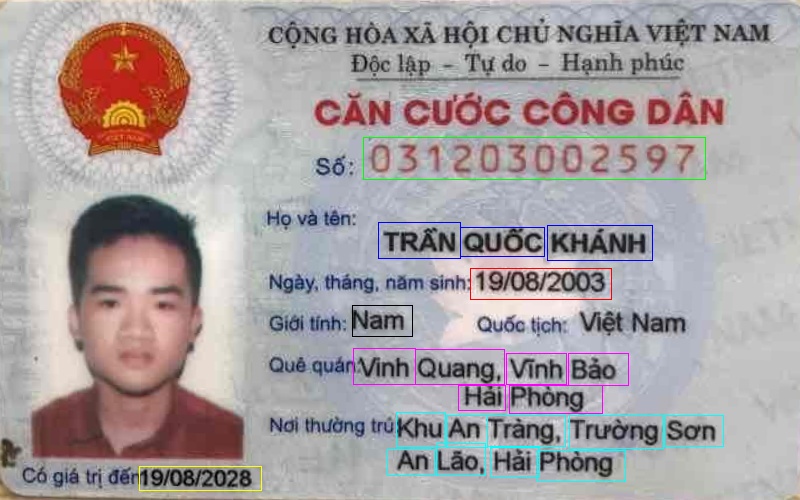 CỘNG HÒA XÃ HỘI CHỦ NGHĨA VIỆT NAM
Độc lập - Tự do - Hạnh phúc
CĂN CƯỚC CÔNG DÂN
Số: 031203002597
Họ và tên:
TRẦN QUỐC KHÁNH
Ngày, tháng, năm sinh: 19/08/2003
Giới tính: Nam Quốc tịch: Việt Nam
Quê quán: Vinh Quang, Vĩnh Bảo
Hải Phòng
Nơi thường trú: Khu An Tràng, Trường Sơn
An Lão, Hải Phòng
Có giá trị đến: 19/08/2028